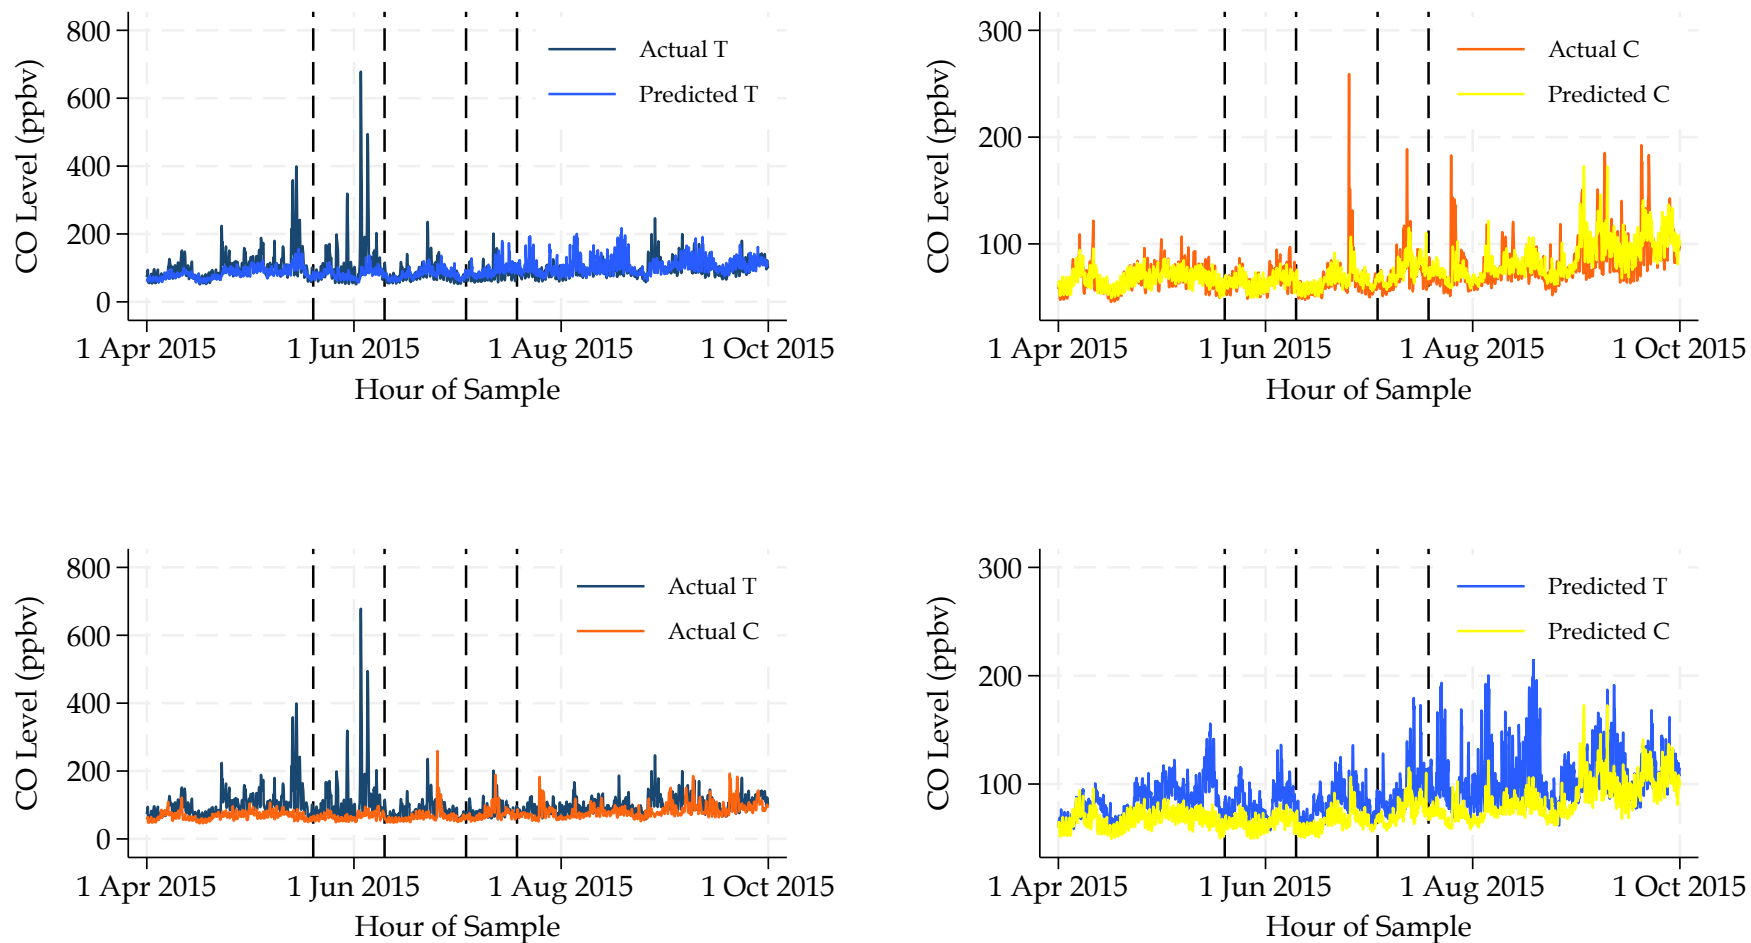 CO Level (ppbv)
800
600
400
200
0
Actual T
Predicted T
1 Apr 2015
1 Jun 2015
1 Aug 2015
1 Oct 2015
Hour of Sample
CO Level (ppbv)
300
200
100
Actual C
Predicted C
1 Apr 2015
1 Jun 2015
1 Aug 2015
1 Oct 2015
Hour of Sample
CO Level (ppbv)
800
600
400
200
0
Actual T
Actual C
1 Apr 2015
1 Jun 2015
1 Aug 2015
1 Oct 2015
Hour of Sample
CO Level (ppbv)
300
200
100
Predicted T
Predicted C
1 Apr 2015
1 Jun 2015
1 Aug 2015
1 Oct 2015
Hour of Sample